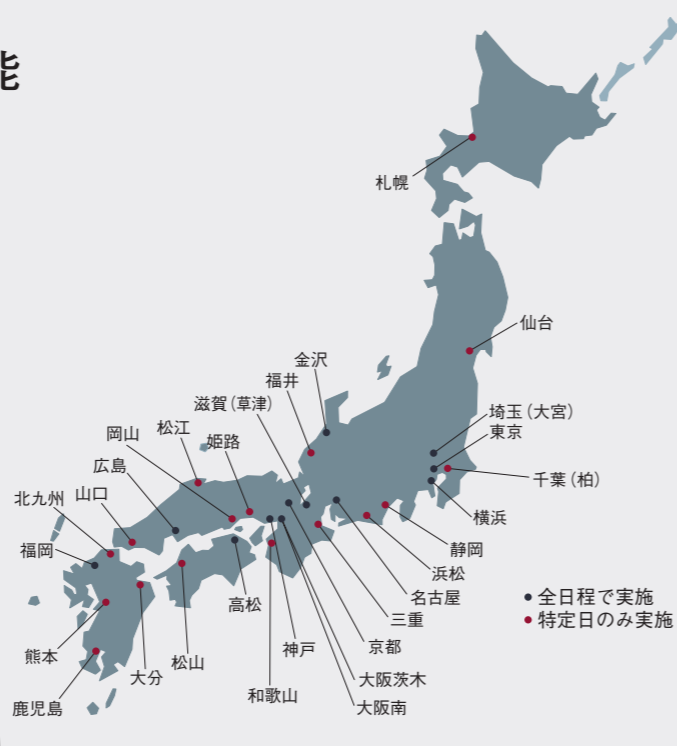 能
札幌
仙台
金沢
福井
滋賀（草津）
埼玉（大宮）
東京
岡山
松江
姫路
千葉（柏）
広島
北九州
山口
横浜
福岡
静岡
浜松
名古屋
高松
三重
神戸
京都
熊本
松山
大分
大阪茨木
和歌山
大阪南
鹿児島
全日程で実施
特定日のみ実施